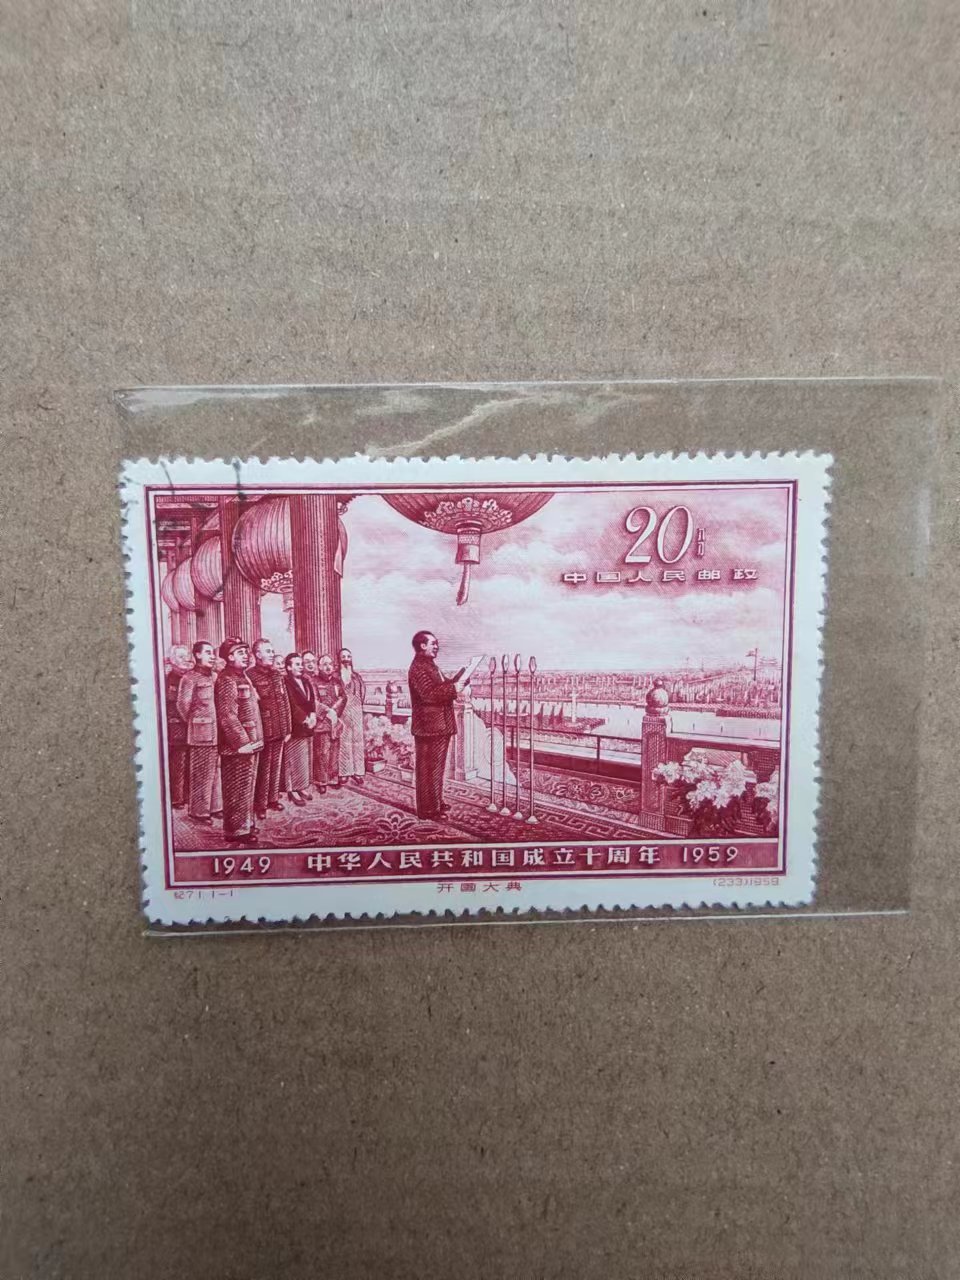 20分
中国人民邮政
1949 中华人民共和国成立十周年 1959
开国大典
纪71.1-1 (233)1959